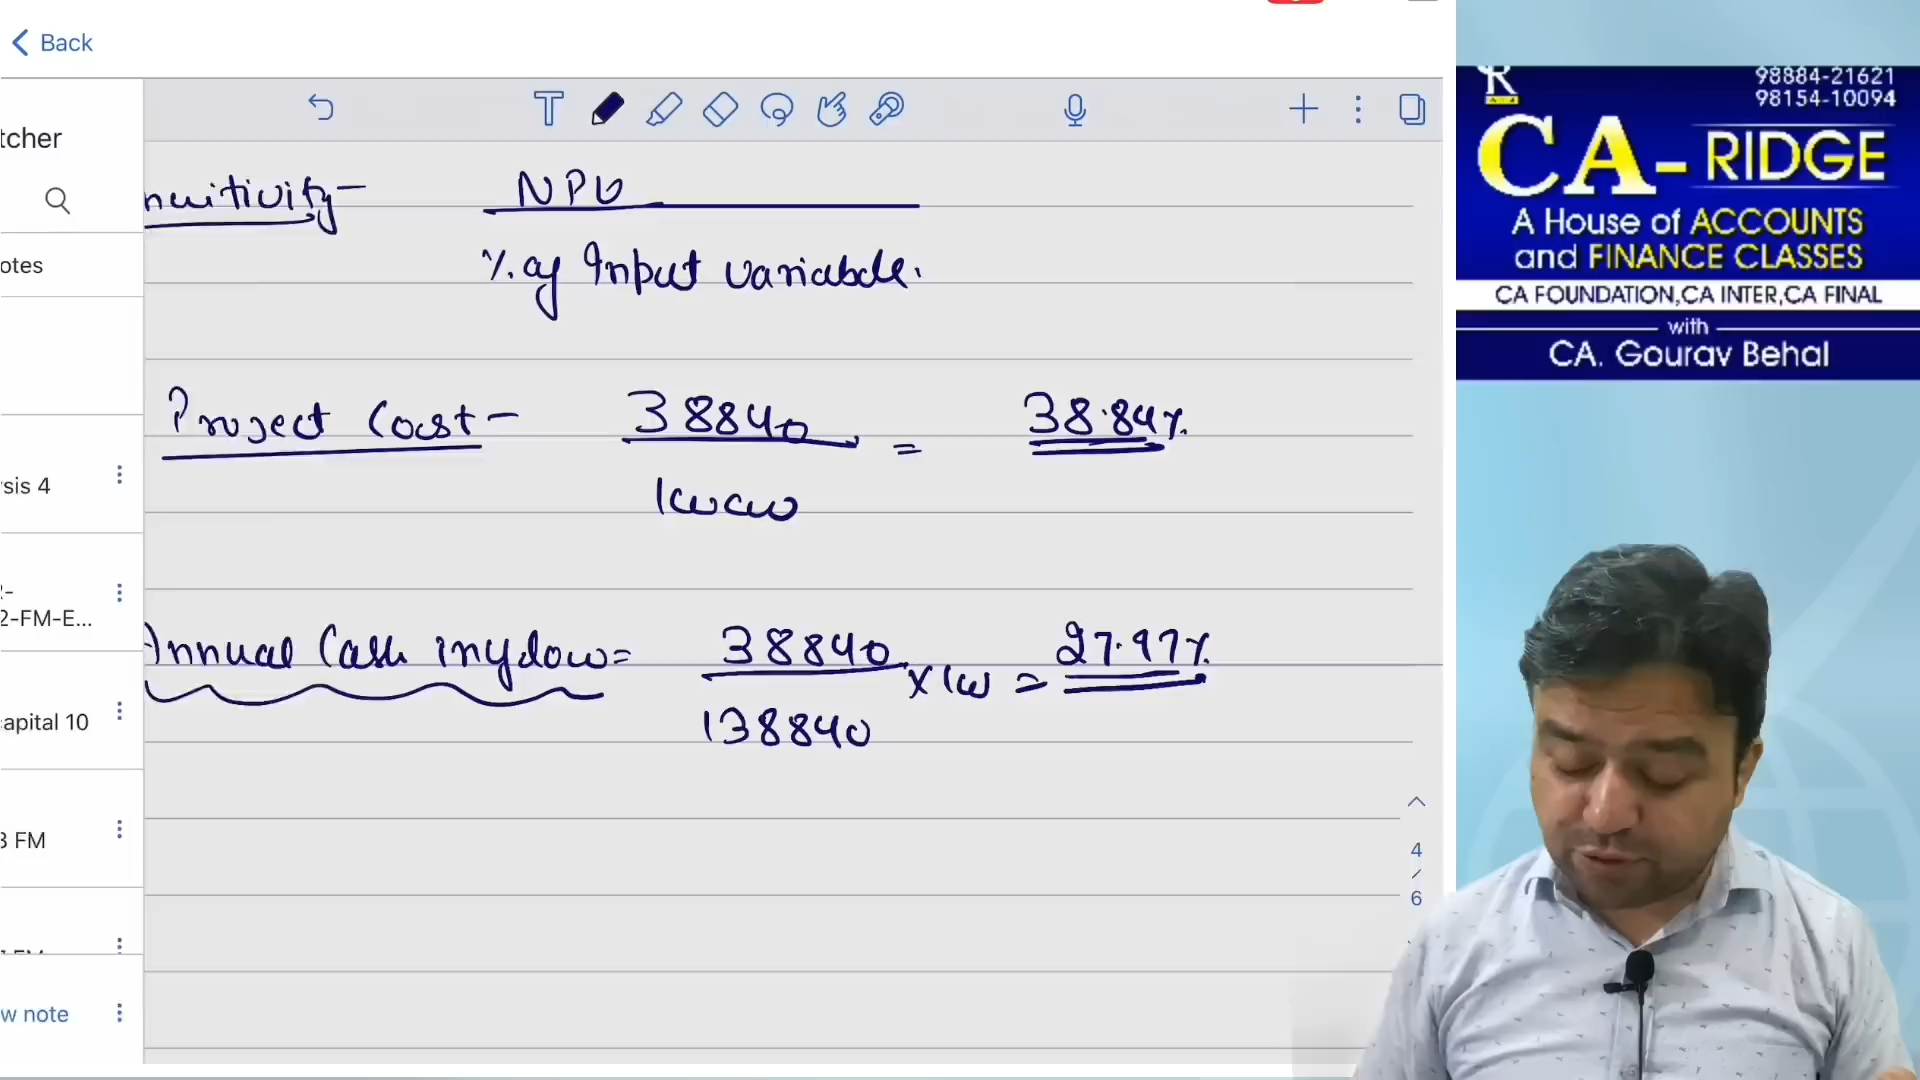 Back
tcher
otes
sis 4
2-FM-E...
apital 10
3 FM
w note
NPV
% of Input variable.
Project Cost - 38840 = 38.84%
100000
Annual Cash inflow = 38840 × 100 = 27.97%
138840
4
6
98884-21621
98154-10094
CA- RIDGE
A House of ACCOUNTS
and FINANCE CLASSES
CA FOUNDATION,CA INTER,CA FINAL
with
CA. Gourav Behal